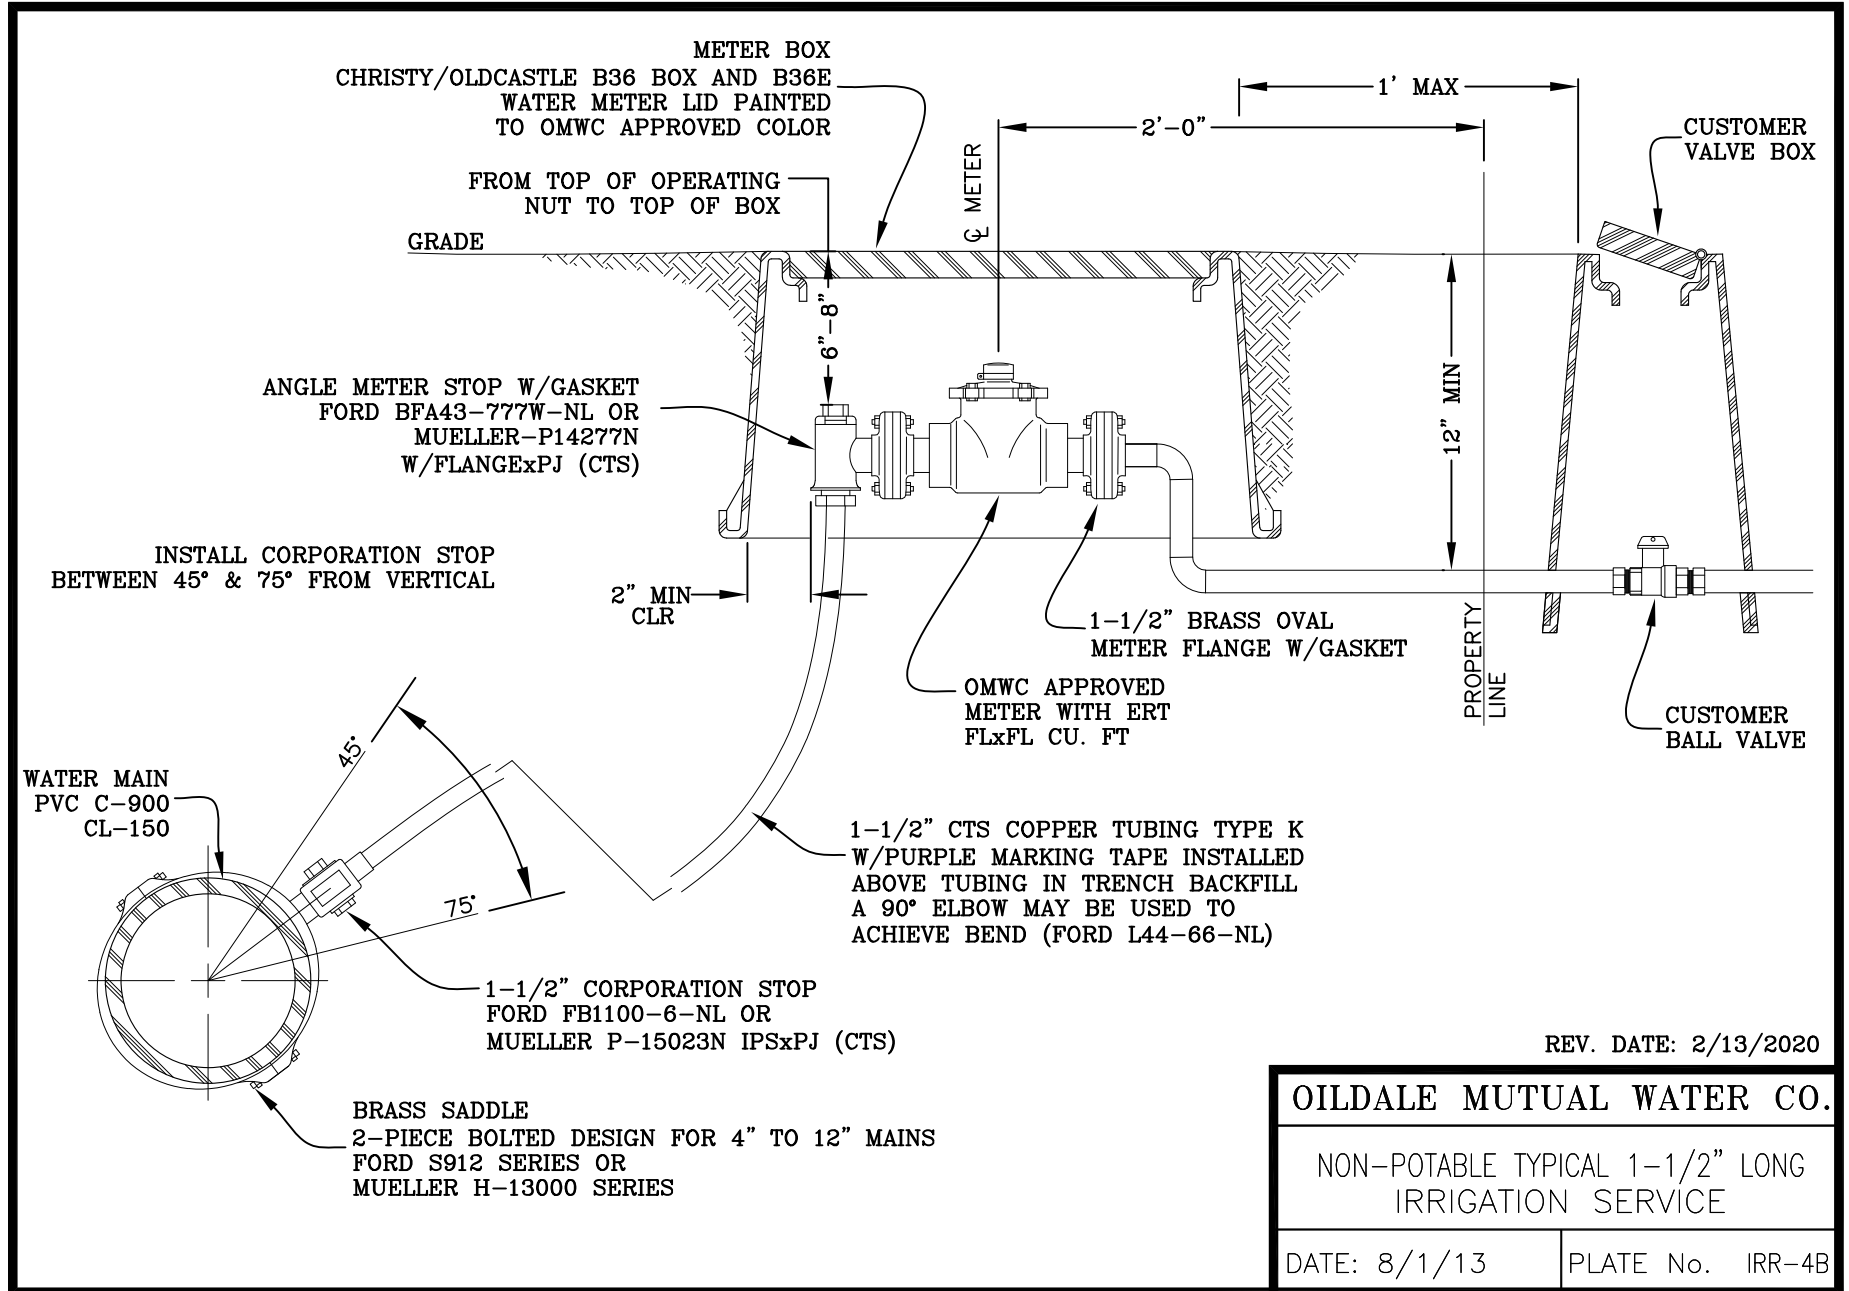 METER BOX
CHRISTY/OLDCASTLE B36 BOX AND B36E
WATER METER LID PAINTED
TO OMWC APPROVED COLOR
1' MAX
2'-0"
CUSTOMER
VALVE BOX
℄ METER
FROM TOP OF OPERATING
NUT TO TOP OF BOX
GRADE
6"-8"
ANGLE METER STOP W/GASKET
FORD BFA43-777W-NL OR
MUELLER-P14277N
W/FLANGExPJ (CTS)
12" MIN
INSTALL CORPORATION STOP
BETWEEN 45° & 75° FROM VERTICAL
2" MIN
CLR
1-1/2" BRASS OVAL
METER FLANGE W/GASKET
PROPERTY
LINE
OMWC APPROVED
METER WITH ERT
FLxFL CU. FT
CUSTOMER
BALL VALVE
45°
WATER MAIN
PVC C-900
CL-150
75°
1-1/2" CTS COPPER TUBING TYPE K
W/PURPLE MARKING TAPE INSTALLED
ABOVE TUBING IN TRENCH BACKFILL
A 90° ELBOW MAY BE USED TO
ACHIEVE BEND (FORD L44-66-NL)
1-1/2" CORPORATION STOP
FORD FB1100-6-NL OR
MUELLER P-15023N IPSxPJ (CTS)
BRASS SADDLE
2-PIECE BOLTED DESIGN FOR 4" TO 12" MAINS
FORD S912 SERIES OR
MUELLER H-13000 SERIES
REV. DATE: 2/13/2020
OILDALE MUTUAL WATER CO.
NON-POTABLE TYPICAL 1-1/2" LONG
IRRIGATION SERVICE
DATE: 8/1/13
PLATE No. IRR-4B